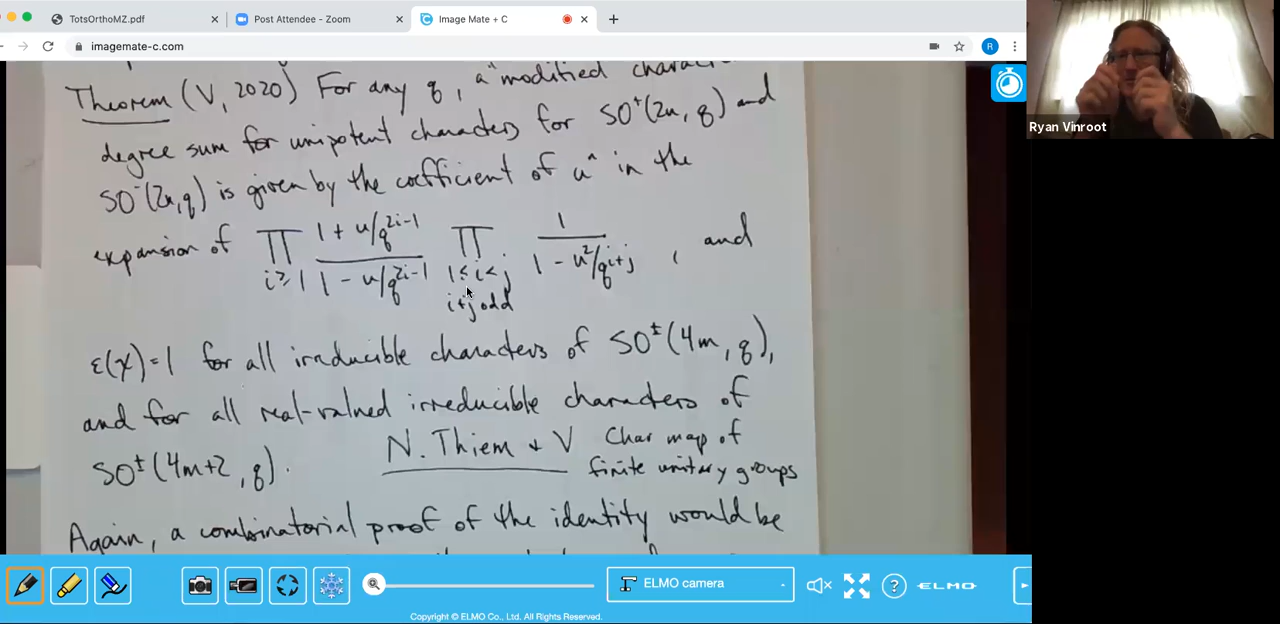 TotsOrthoMZ.pdf
Post Attendee - Zoom
Image Mate + C
imagemate-c.com
R
Theorem (V, 2020) For any q, a "modified
degree sum for unipotent characters for SO⁺(2n, q) and
SO⁻(2n,q) is given by the coefficient of uⁿ in the
expansion of ∏_{i≥1} (1 + u/q^{2i-1})/(1 - u/q^{2i-1}) ∏_{1≤i<j, i+j odd} 1/(1 - u²/q^{i+j}), and
ε(χ)=1 for all irreducible characters of SO^±(4m, q),
and for all real-valued irreducible characters of
SO^±(4m+2, q).
N. Thiem + V Char map of
finite unitary groups
Again, a combinatorial proof of the identity would be
Ryan Vinroot
ELMO camera
?
ELMO
Copyright © ELMO Co., Ltd. All Rights Reserved.